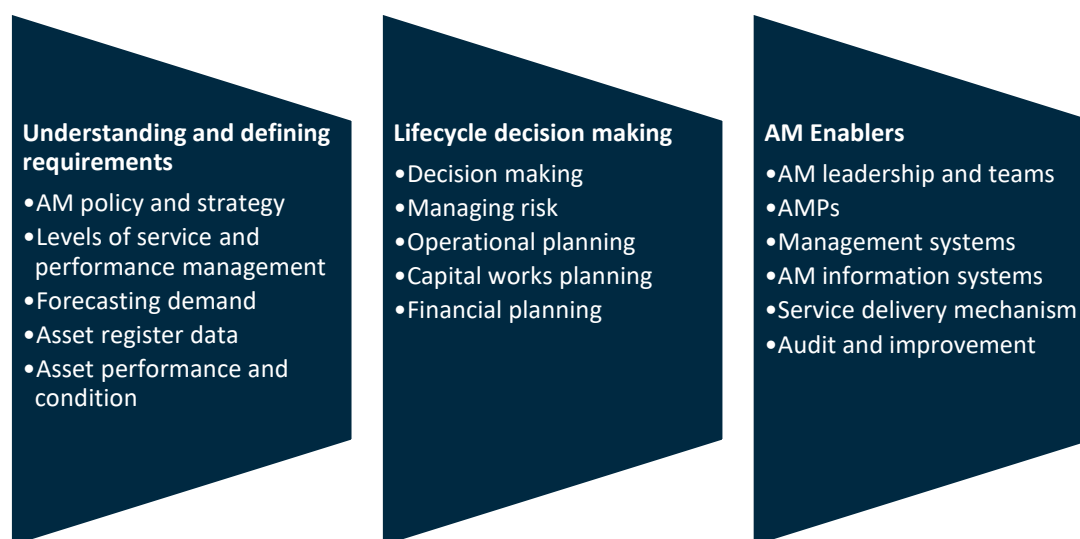 Understanding and defining
requirements
•AM policy and strategy
•Levels of service and
performance management
•Forecasting demand
•Asset register data
•Asset performance and
condition
Lifecycle decision making
•Decision making
•Managing risk
•Operational planning
•Capital works planning
•Financial planning
AM Enablers
•AM leadership and teams
•AMPs
•Management systems
•AM information systems
•Service delivery mechanism
•Audit and improvement